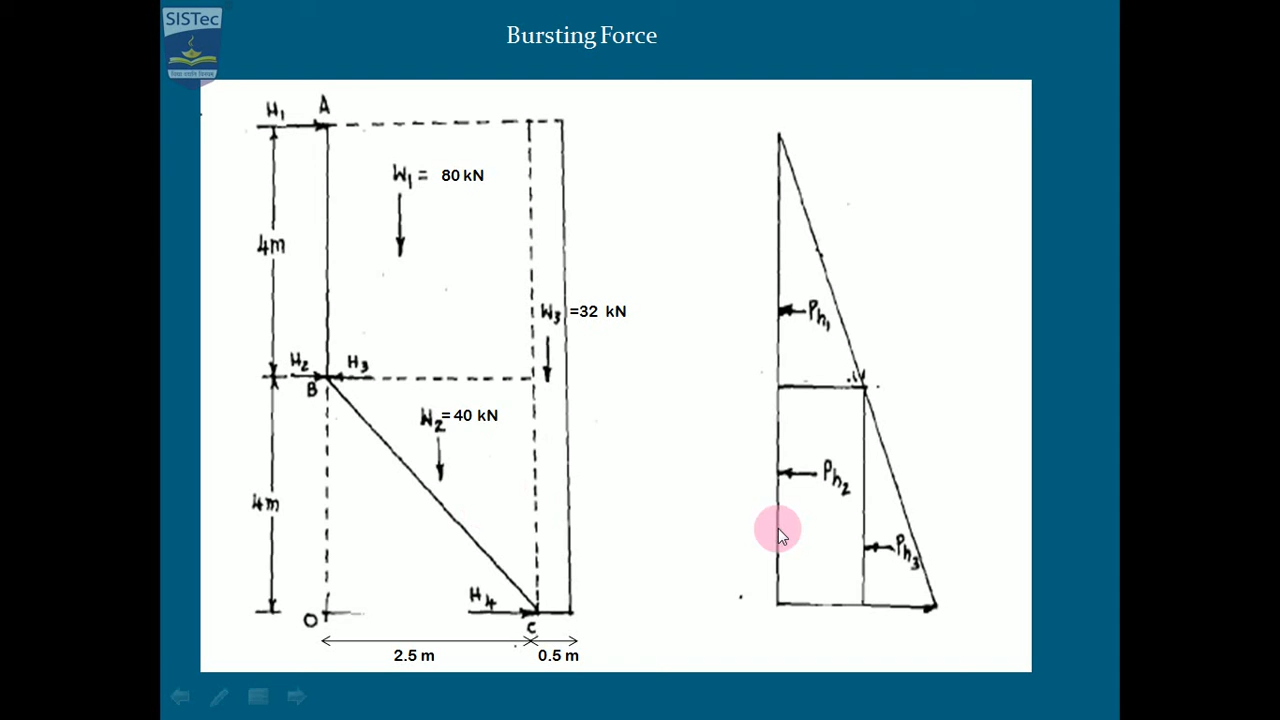 SISTec
Bursting Force
H1
A
W1 = 80 kN
4m
W3 =32 kN
Ph1
H2
H3
B
W2 = 40 kN
Ph2
4m
Ph3
H4
O
C
2.5 m
0.5 m